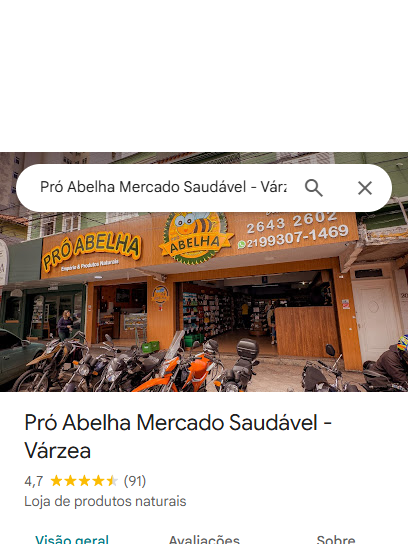 Pró Abelha Mercado Saudável - Várz
PRÓ ABELHA
Empório & Produtos Naturais
ABELHA
2643 2602
21 99307-1469
Pró Abelha Mercado Saudável -
Várzea
4,7 (91)
Loja de produtos naturais
Visão geral Avaliações Sobre